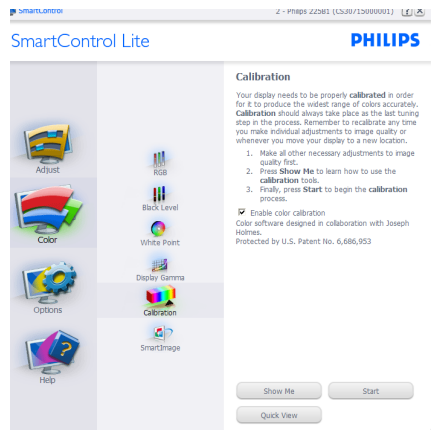 SmartControl
2 - Philips 225B1 (CS30715000001)
SmartControl Lite
PHILIPS
Adjust
Color
Options
Help
RGB
Black Level
White Point
Display Gamma
Calibration
SmartImage
Calibration
Your display needs to be properly calibrated in order
for it to produce the widest range of colors accurately.
Calibration should always take place as the last tuning
step in the process. Remember to recalibrate any time
you make individual adjustments to image quality or
whenever you move your display to a new location.
1. Make all other necessary adjustments to image
quality first.
2. Press Show Me to learn how to use the
calibration tools.
3. Finally, press Start to begin the calibration
process.
Enable color calibration
Color software designed in collaboration with Joseph
Holmes.
Protected by U.S. Patent No. 6,686,953
Show Me
Start
Quick View